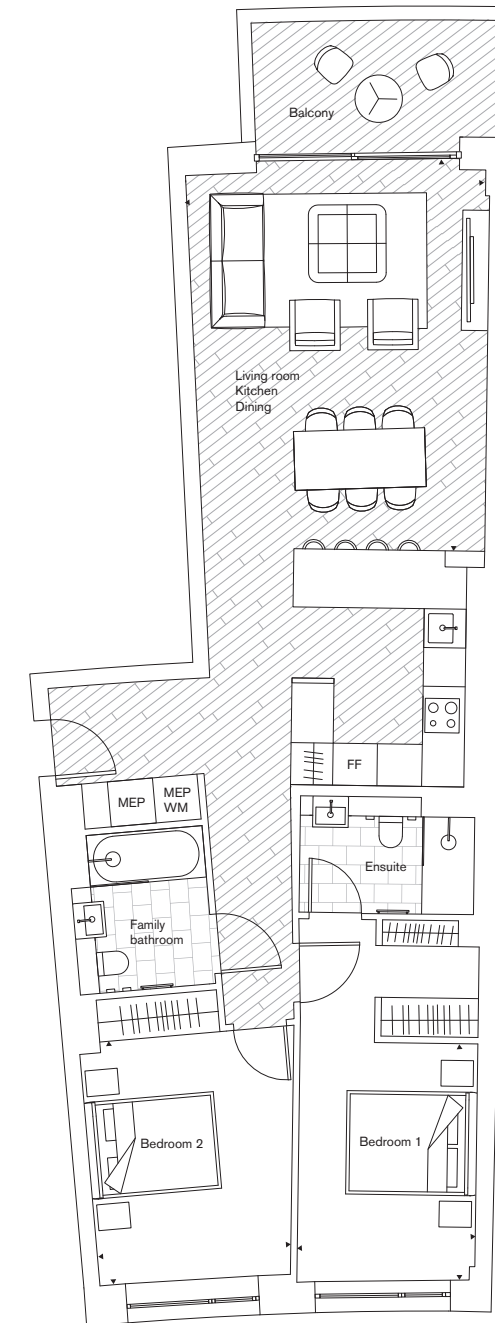 Balcony
Living room
Kitchen
Dining
FF
MEP
MEP
WM
Ensuite
Family
bathroom
Bedroom 2
Bedroom 1